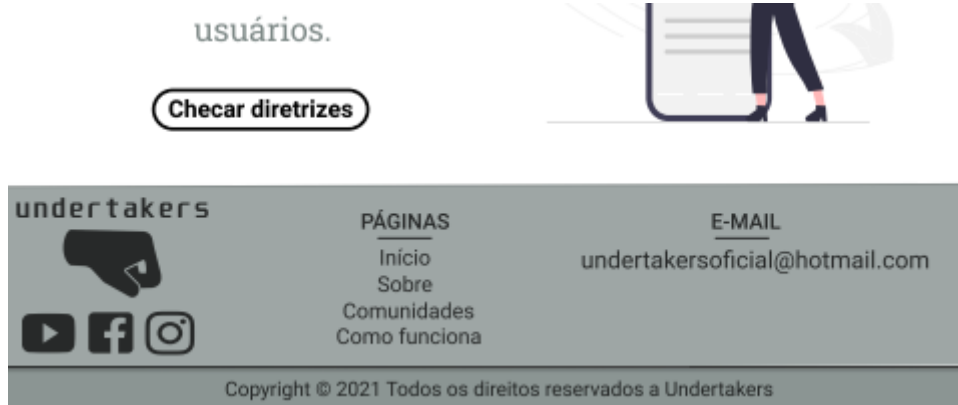 usuários.
Checar diretrizes
undertakers
PÁGINAS
Início
Sobre
Comunidades
Como funciona
E-MAIL
undertakersoficial@hotmail.com
Copyright © 2021 Todos os direitos reservados a Undertakers